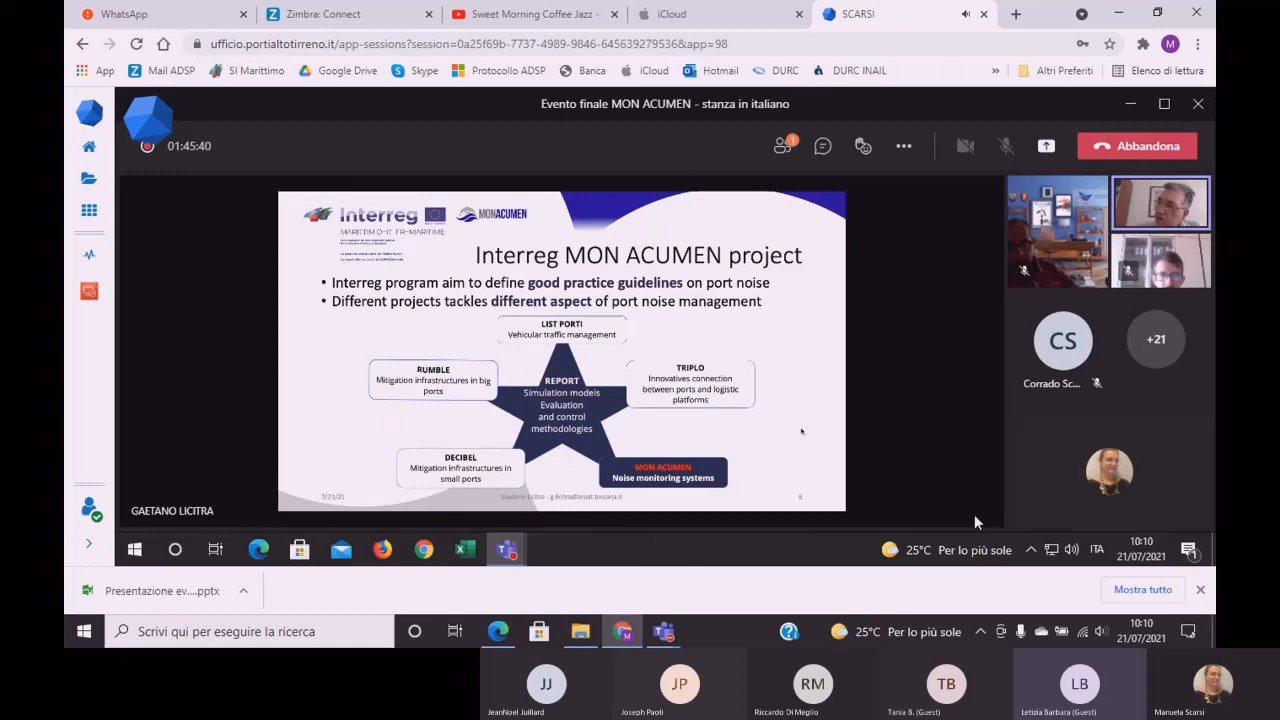 WhatsApp
Zimbra: Connect
Sweet Morning Coffee Jazz -
iCloud
SCARSI
ufficio.portialtotirreno.it/app-sessions?session=0a25f69b-7737-4989-9846-645639279536&app=98
App
Mail ADSP
SI Marittimo
Google Drive
Skype
Protocollo ADSP
Banca
iCloud
Hotmail
DURC
DURC INAIL
»
Altri Preferiti
Elenco di lettura
M
Evento finale MON ACUMEN - stanza in italiano
01:45:40
1
Abbandona
Interreg
MARITTIMO-IT FR-MARITIME
MONACUMEN
Interreg MON ACUMEN project
• Interreg program aim to define good practice guidelines on port noise
• Different projects tackles different aspect of port noise management
LIST PORTI
Vehicular traffic management
RUMBLE
Mitigation infrastructures in big
ports
REPORT
Simulation models
Evaluation
and control
methodologies
TRIPLO
Innovatives connection
between ports and logistic
platforms
DECIBEL
Mitigation infrastructures in
small ports
MON ACUMEN
Noise monitoring systems
7/21/21
Gaetano Licitra - g.licitra@arpat.toscana.it
6
GAETANO LICITRA
CS
+21
Corrado Sc...
25°C Per lo più sole
ITA
10:10
21/07/2021
1
Presentazione ev....pptx
Mostra tutto
Scrivi qui per eseguire la ricerca
25°C Per lo più sole
10:10
21/07/2021
JJ
JP
RM
TB
LB
JeanNoel Juillard
Joseph Paoli
Riccardo Di Meglio
Tania B. (Guest)
Letizia Barbara (Guest)
Manuela Scarsi